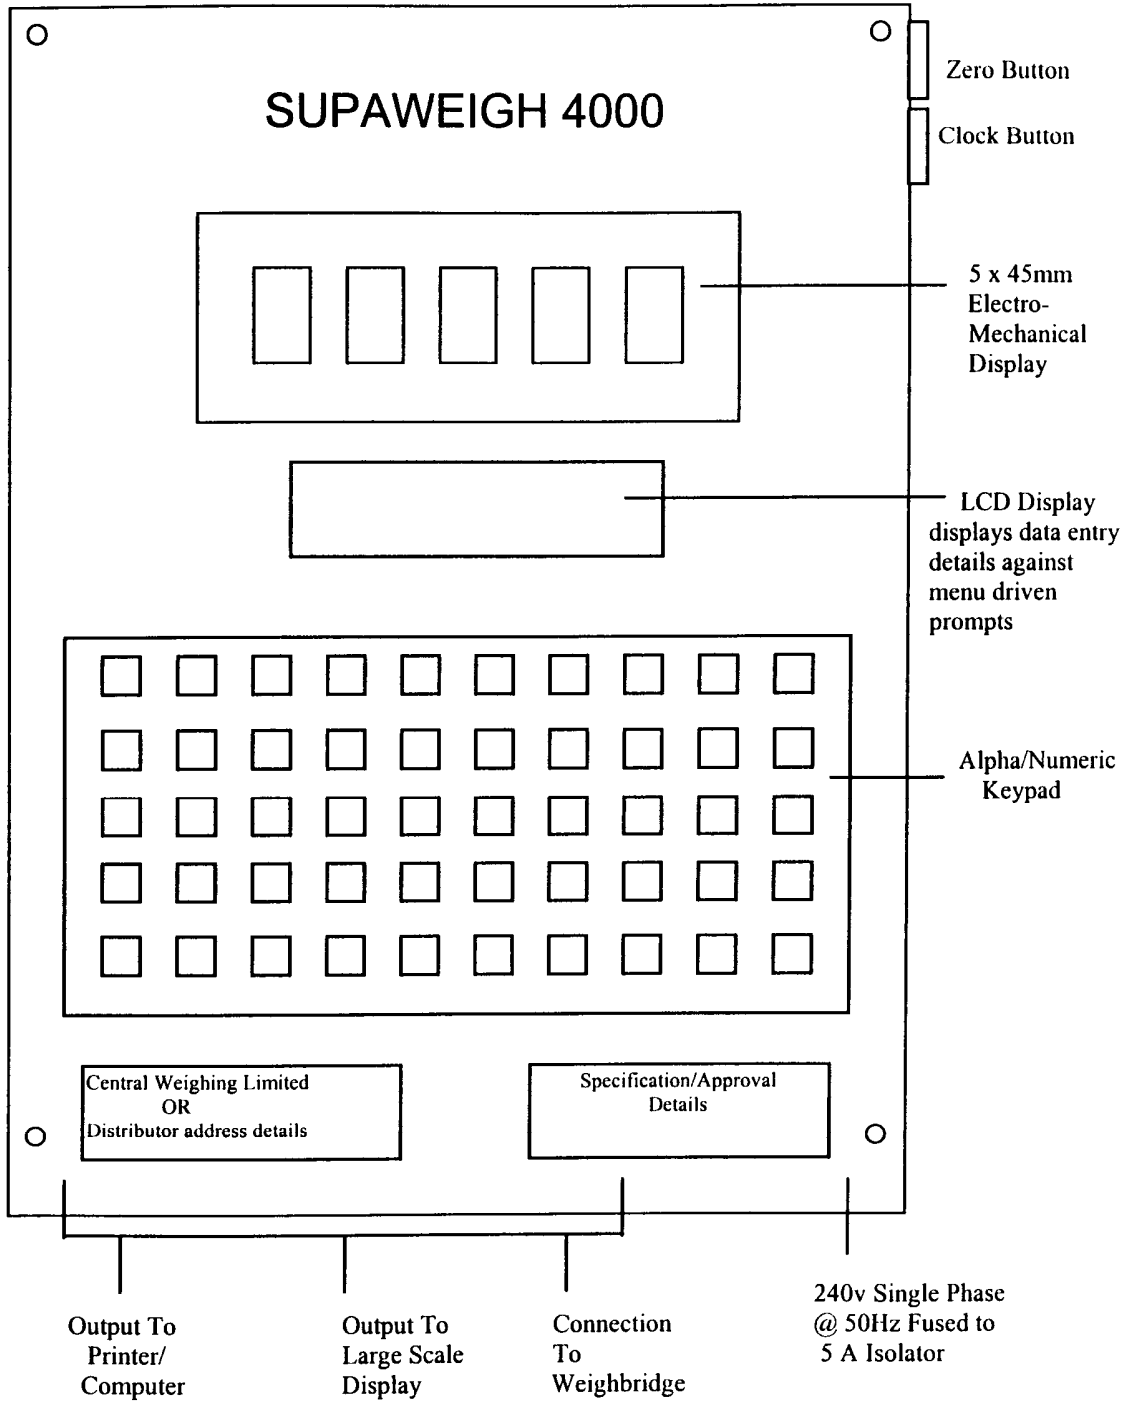 Zero Button
SUPAWEIGH 4000
Clock Button
5 x 45mm
Electro-
Mechanical
Display
LCD Display
displays data entry
details against
menu driven
prompts
Alpha/Numeric
Keypad
Central Weighing Limited
OR
Distributor address details
Specification/Approval
Details
Output To
Printer/
Computer
Output To
Large Scale
Display
Connection
To
Weighbridge
240v Single Phase
@ 50Hz Fused to
5 A Isolator